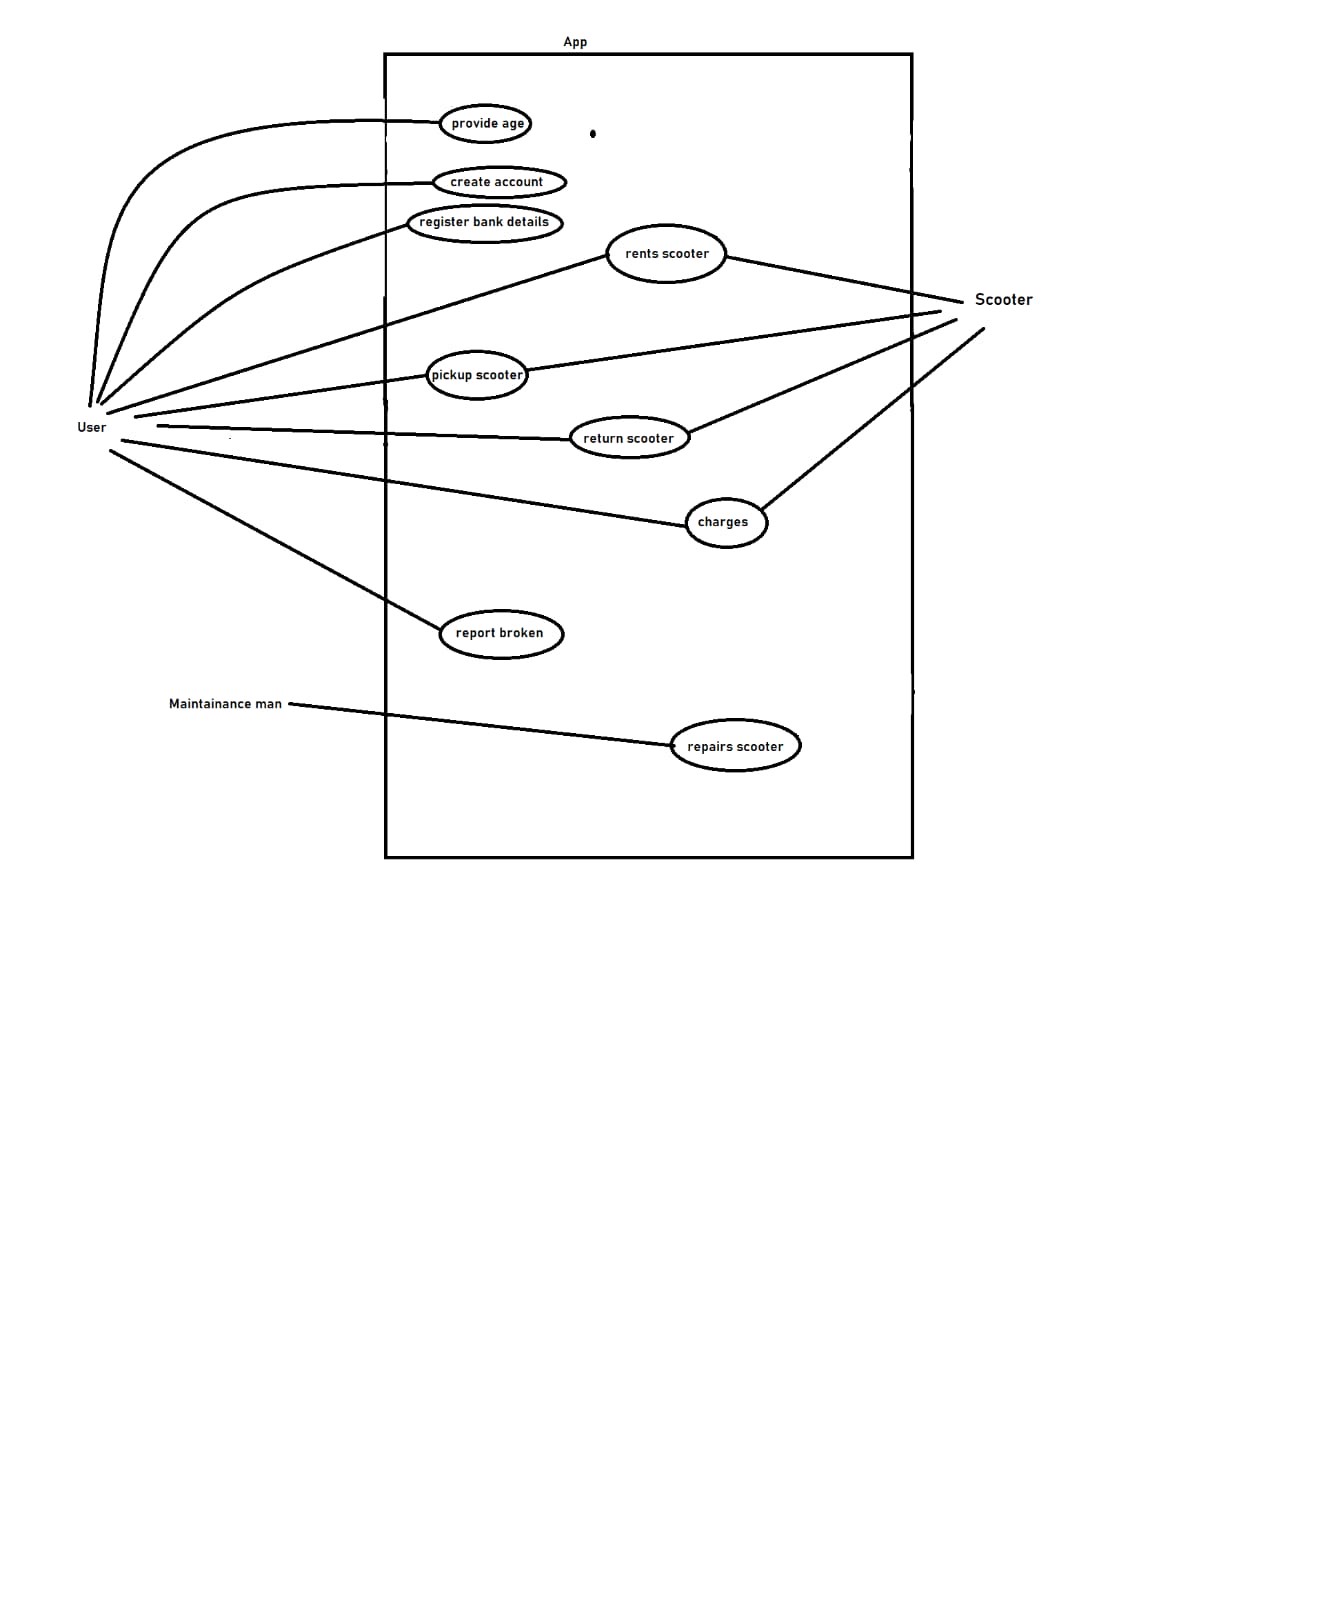 App
provide age
create account
register bank details
rents scooter
Scooter
pickup scooter
User
return scooter
charges
report broken
Maintainance man
repairs scooter